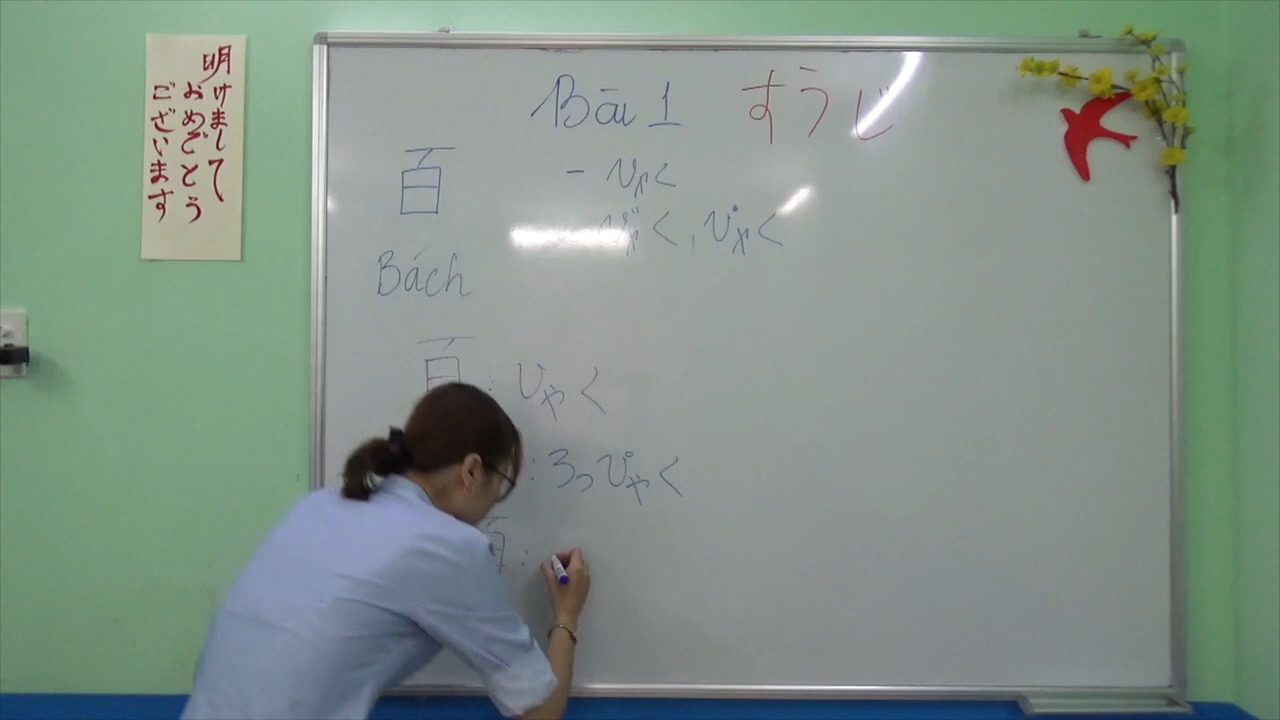 明けまして
おめでとう
ございます
Bài 1 すうじ
百 - ひゃく
びゃく, ぴゃく
Bách
百 : ひゃく
: ろっぴゃく
百 :